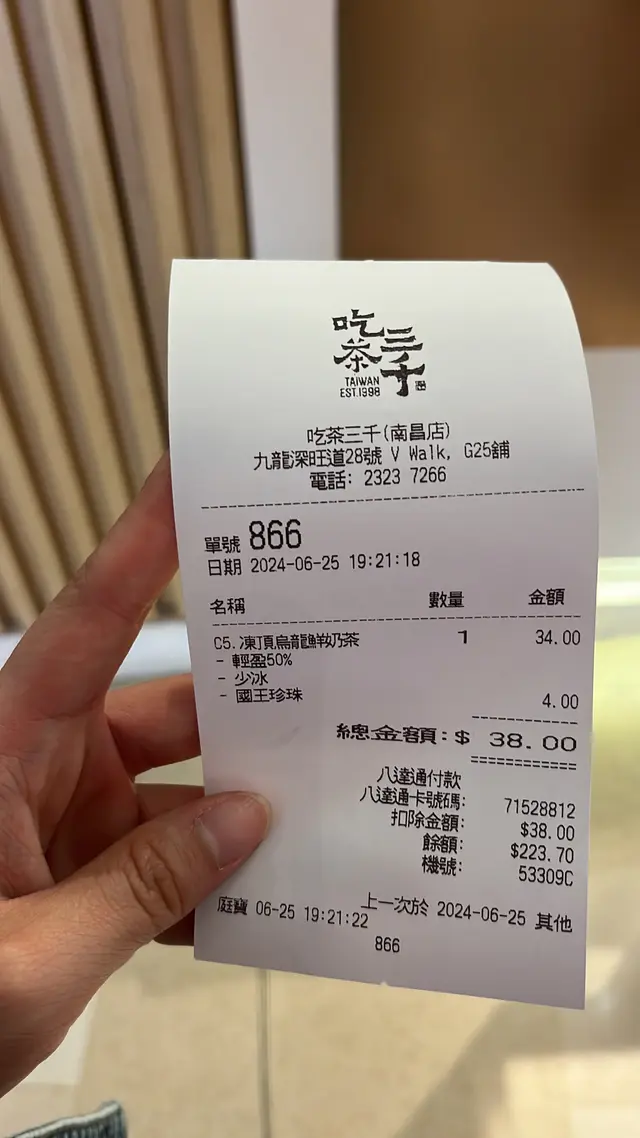 吃茶三千
TAIWAN
EST.1998
吃茶三千(南昌店)
九龍深旺道28號 V Walk, G25舖
電話: 2323 7266
單號 866
日期 2024-06-25 19:21:18
名稱 數量 金額
C5.凍頂烏龍鮮奶茶 1 34.00
- 輕盈50%
- 少冰
- 國王珍珠 4.00
總金額:$ 38.00
八達通付款
八達通卡號碼: 71528812
扣除金額: $38.00
餘額: $223.70
機號: 53309C
上一次於 2024-06-25 其他
庭寶 06-25 19:21:22
866